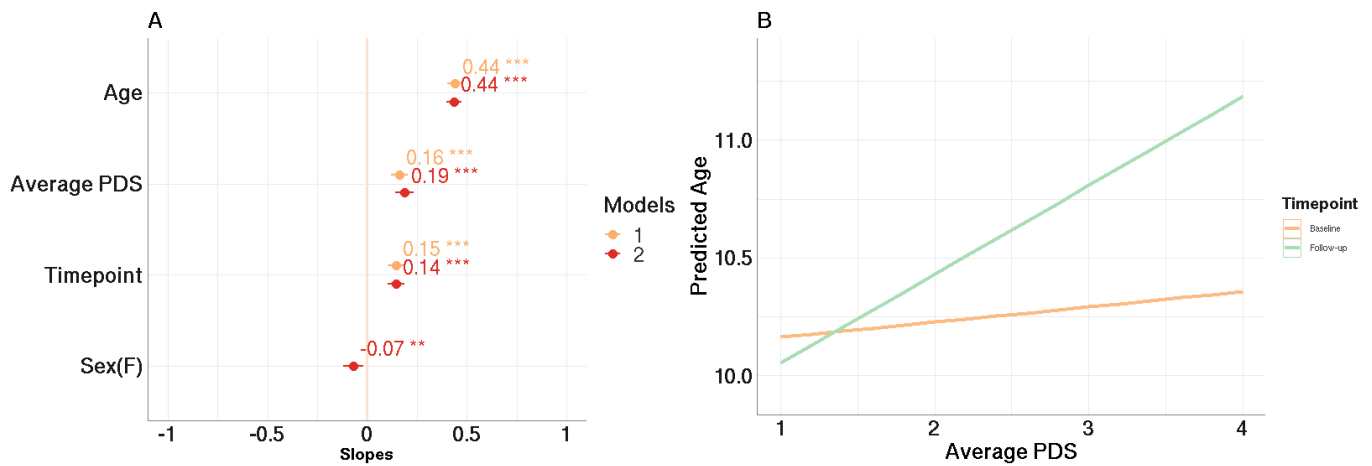 A
Age
Average PDS
Timepoint
Sex(F)
0.44 ***
0.44 ***
0.16 ***
0.19 ***
0.15 ***
0.14 ***
-0.07 **
-1
-0.5
0
0.5
1
Slopes
Models
1
2
B
Predicted Age
11.0
10.5
10.0
1
2
3
4
Average PDS
Timepoint
Baseline
Follow-up